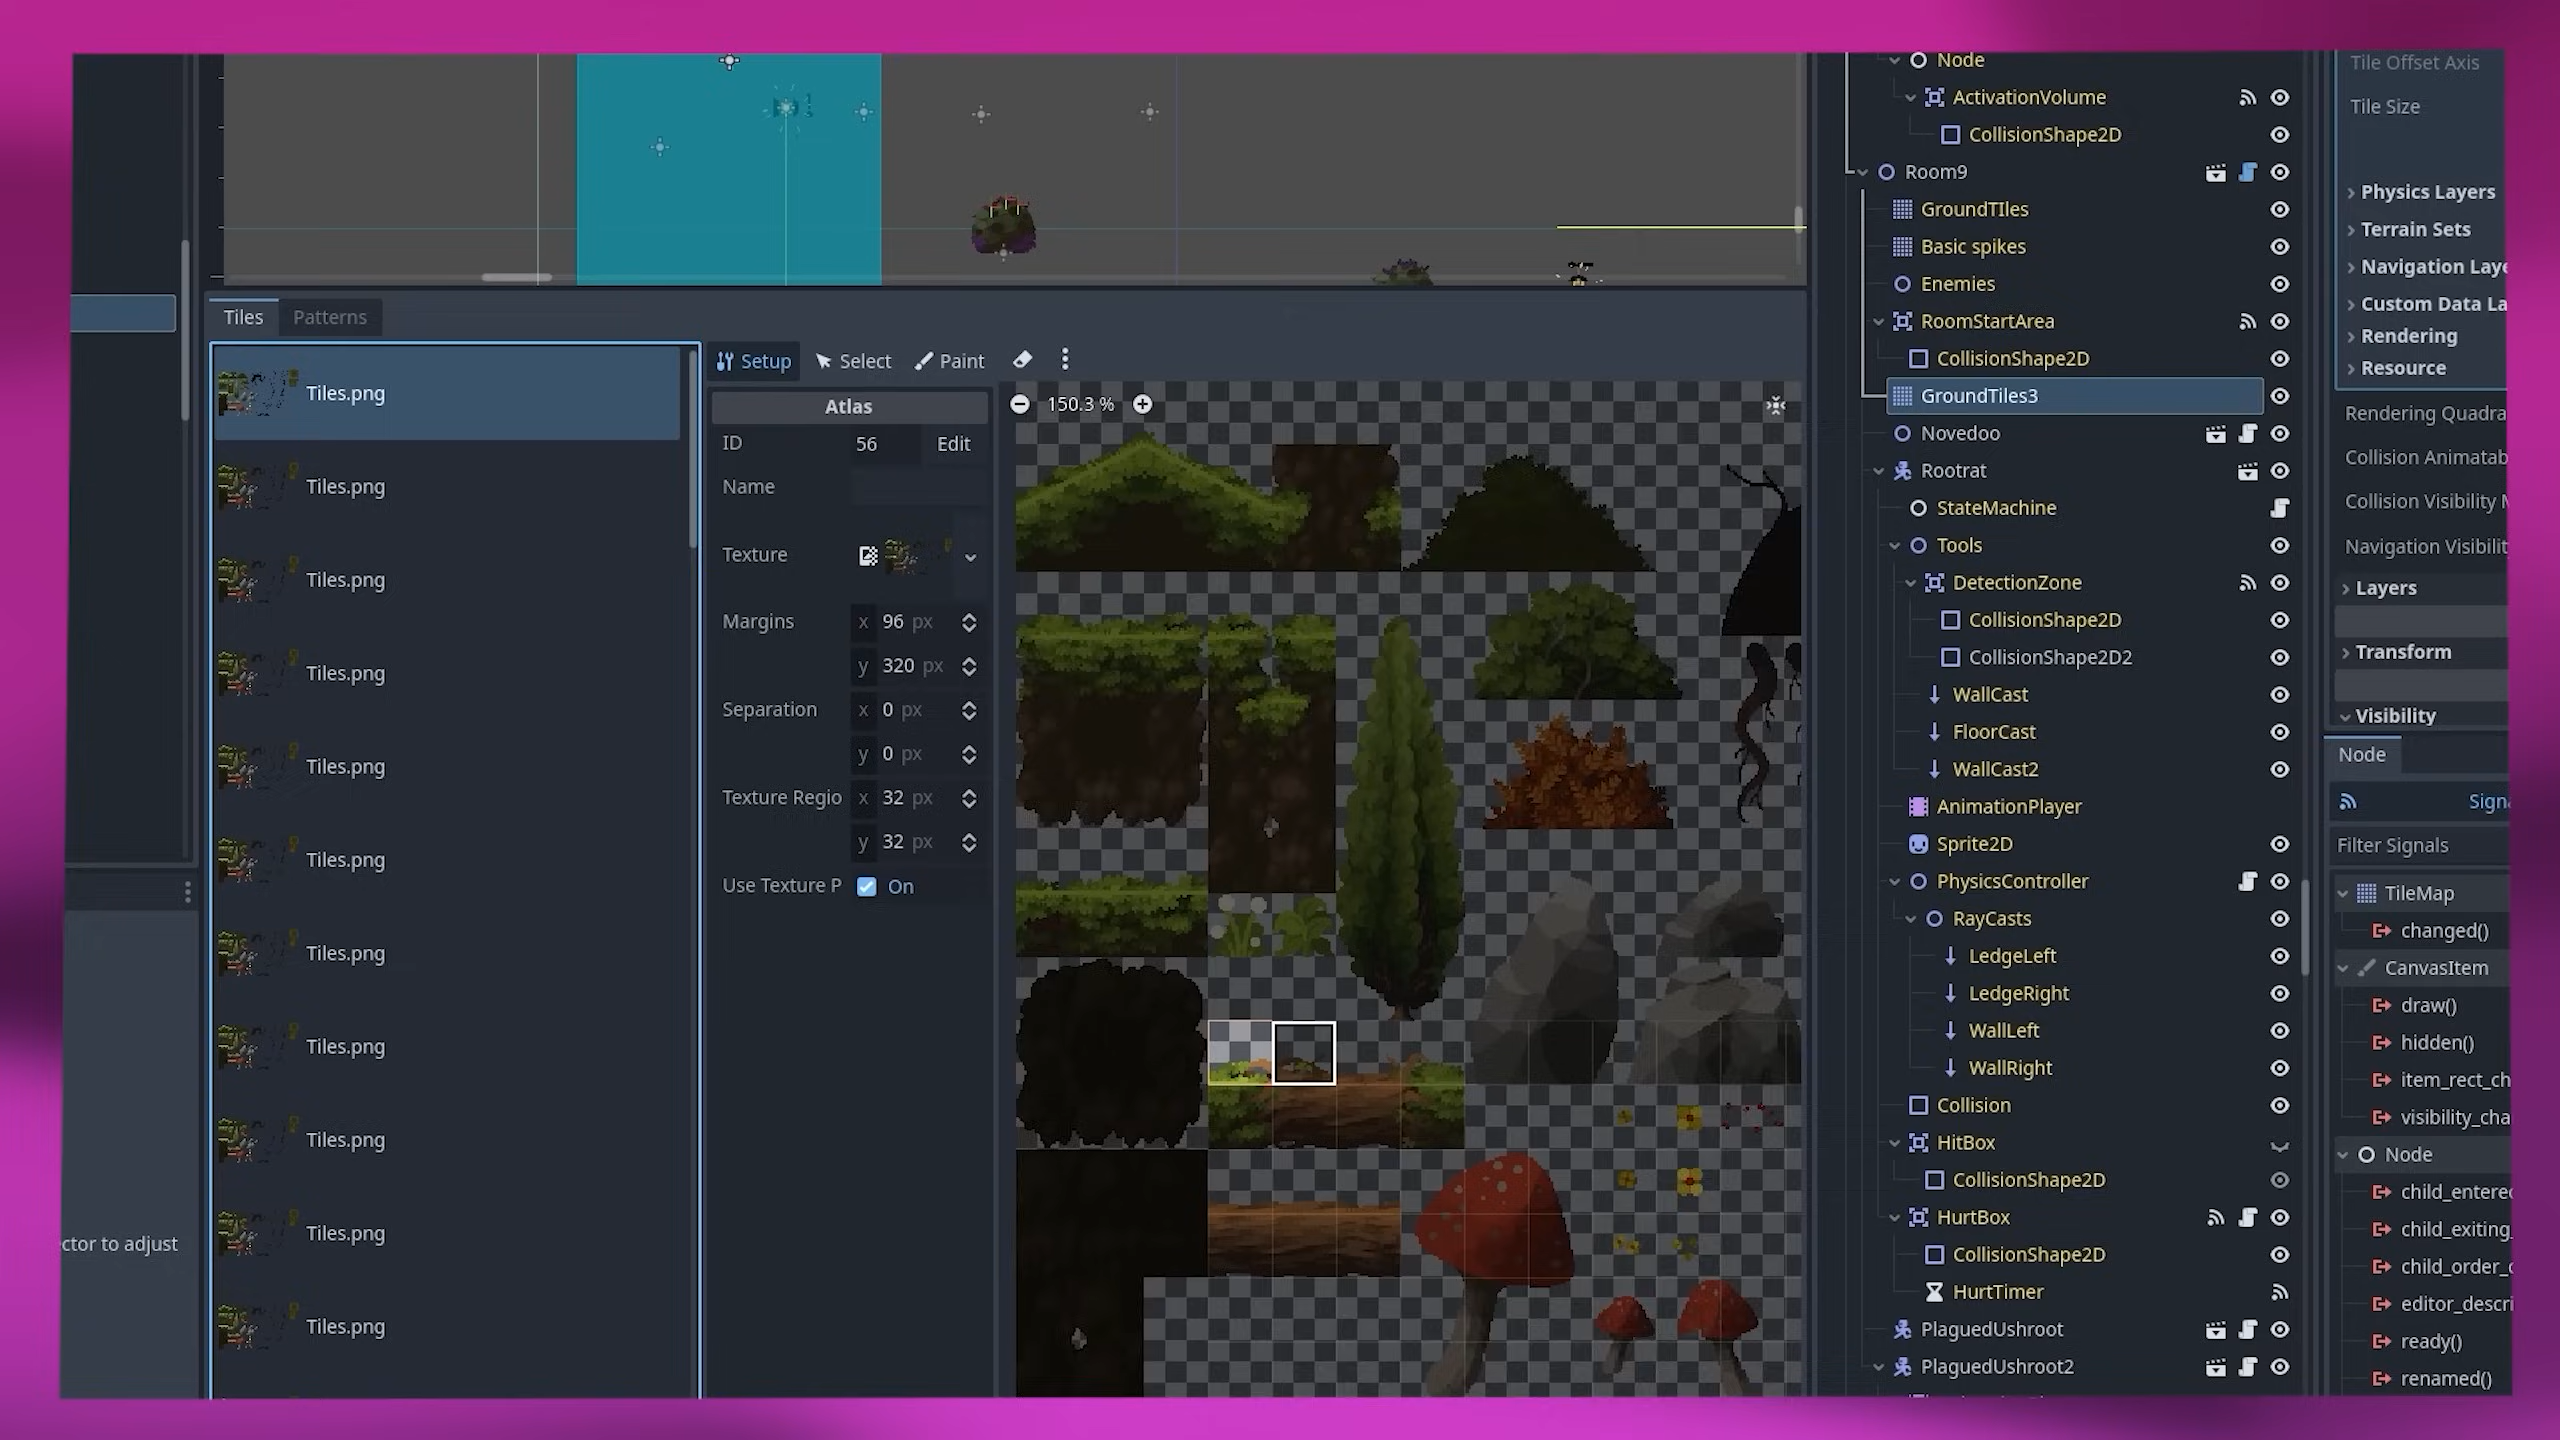 ector to adjust
Tiles
Patterns
Tiles.png
Tiles.png
Tiles.png
Tiles.png
Tiles.png
Tiles.png
Tiles.png
Tiles.png
Tiles.png
Tiles.png
Tiles.png
Setup
Select
Paint
Atlas
ID
56
Edit
Name
Texture
Margins
x 96 px
y 320 px
Separation
x 0 px
y 0 px
Texture Regio
x 32 px
y 32 px
Use Texture P
On
150.3 %
Node
ActivationVolume
CollisionShape2D
Room9
GroundTIles
Basic spikes
Enemies
RoomStartArea
CollisionShape2D
GroundTiles3
Novedoo
Rootrat
StateMachine
Tools
DetectionZone
CollisionShape2D
CollisionShape2D2
WallCast
FloorCast
WallCast2
AnimationPlayer
Sprite2D
PhysicsController
RayCasts
LedgeLeft
LedgeRight
WallLeft
WallRight
Collision
HitBox
CollisionShape2D
HurtBox
CollisionShape2D
HurtTimer
PlaguedUshroot
PlaguedUshroot2
Tile Offset Axis
Tile Size
Physics Layers
Terrain Sets
Navigation Laye
Custom Data La
Rendering
Resource
Rendering Quadra
Collision Animatab
Collision Visibility M
Navigation Visibilit
Layers
Transform
Visibility
Node
Signa
Filter Signals
TileMap
changed()
CanvasItem
draw()
hidden()
item_rect_ch
visibility_cha
Node
child_entered
child_exiting_
child_order_c
editor_descri
ready()
renamed()